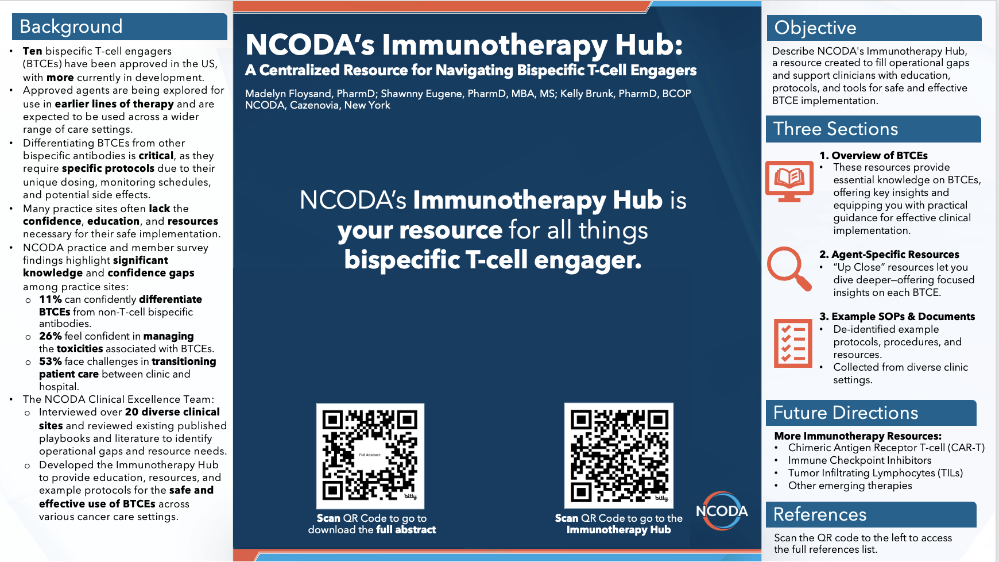 Background
• Ten bispecific T-cell engagers
(BTCEs) have been approved in the US,
with more currently in development.
• Approved agents are being explored for
use in earlier lines of therapy and are
expected to be used across a wider
range of care settings.
• Differentiating BTCEs from other
bispecific antibodies is critical, as they
require specific protocols due to their
unique dosing, monitoring schedules,
and potential side effects.
• Many practice sites often lack the
confidence, education, and resources
necessary for their safe implementation.
• NCODA practice and member survey
findings highlight significant
knowledge and confidence gaps
among practice sites:
o 11% can confidently differentiate
BTCEs from non-T-cell bispecific
antibodies.
o 26% feel confident in managing
the toxicities associated with BTCEs.
o 53% face challenges in transitioning
patient care between clinic and
hospital.
• The NCODA Clinical Excellence Team:
o Interviewed over 20 diverse clinical
sites and reviewed existing published
playbooks and literature to identify
operational gaps and resource needs.
o Developed the Immunotherapy Hub
to provide education, resources, and
example protocols for the safe and
effective use of BTCEs across
various cancer care settings.
NCODA’s Immunotherapy Hub:
A Centralized Resource for Navigating Bispecific T-Cell Engagers
Madelyn Floysand, PharmD; Shawnny Eugene, PharmD, MBA, MS; Kelly Brunk, PharmD, BCOP
NCODA, Cazenovia, New York
NCODA’s Immunotherapy Hub is
your resource for all things
bispecific T-cell engager.
Full Abstract
bitly
Scan QR Code to go to
download the full abstract
bitly
Scan QR Code to go to the
Immunotherapy Hub
NCODA
Objective
Describe NCODA's Immunotherapy Hub,
a resource created to fill operational gaps
and support clinicians with education,
protocols, and tools for safe and effective
BTCE implementation.
Three Sections
1. Overview of BTCEs
• These resources provide
essential knowledge on BTCEs,
offering key insights and
equipping you with practical
guidance for effective clinical
implementation.
2. Agent-Specific Resources
• “Up Close” resources let you
dive deeper—offering focused
insights on each BTCE.
3. Example SOPs & Documents
• De-identified example
protocols, procedures, and
resources.
• Collected from diverse clinic
settings.
Future Directions
More Immunotherapy Resources:
• Chimeric Antigen Receptor T-cell (CAR-T)
• Immune Checkpoint Inhibitors
• Tumor Infiltrating Lymphocytes (TILs)
• Other emerging therapies
References
Scan the QR code to the left to access
the full references list.